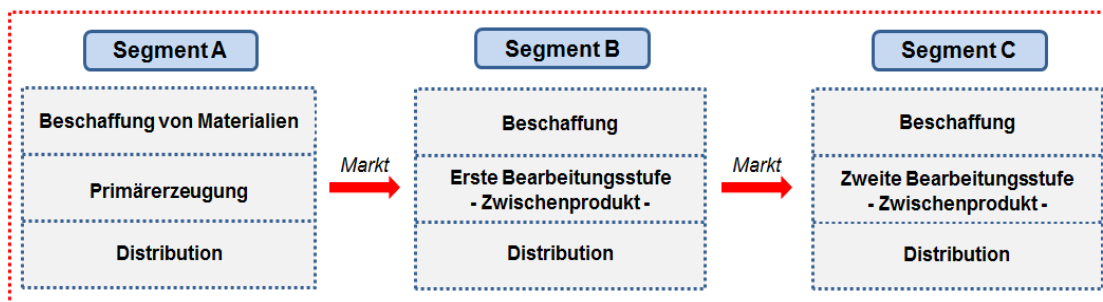 Segment A
Segment B
Segment C
Beschaffung von Materialien
Primärerzeugung
Distribution
Markt
Beschaffung
Erste Bearbeitungsstufe
- Zwischenprodukt -
Distribution
Markt
Beschaffung
Zweite Bearbeitungsstufe
- Zwischenprodukt -
Distribution